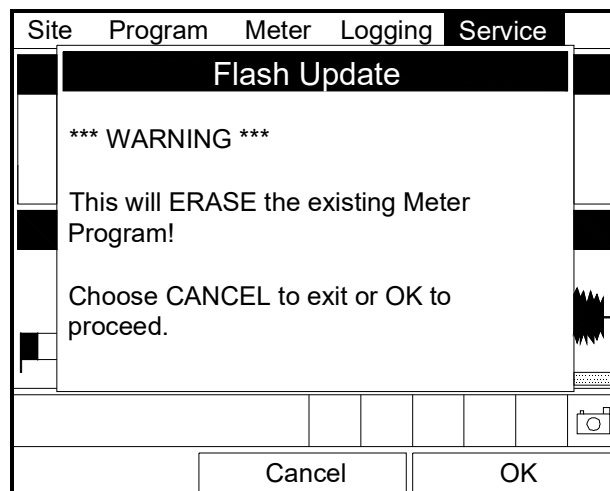 Site Program Meter Logging Service
Flash Update
*** WARNING ***
This will ERASE the existing Meter
Program!
Choose CANCEL to exit or OK to
proceed.
Cancel OK